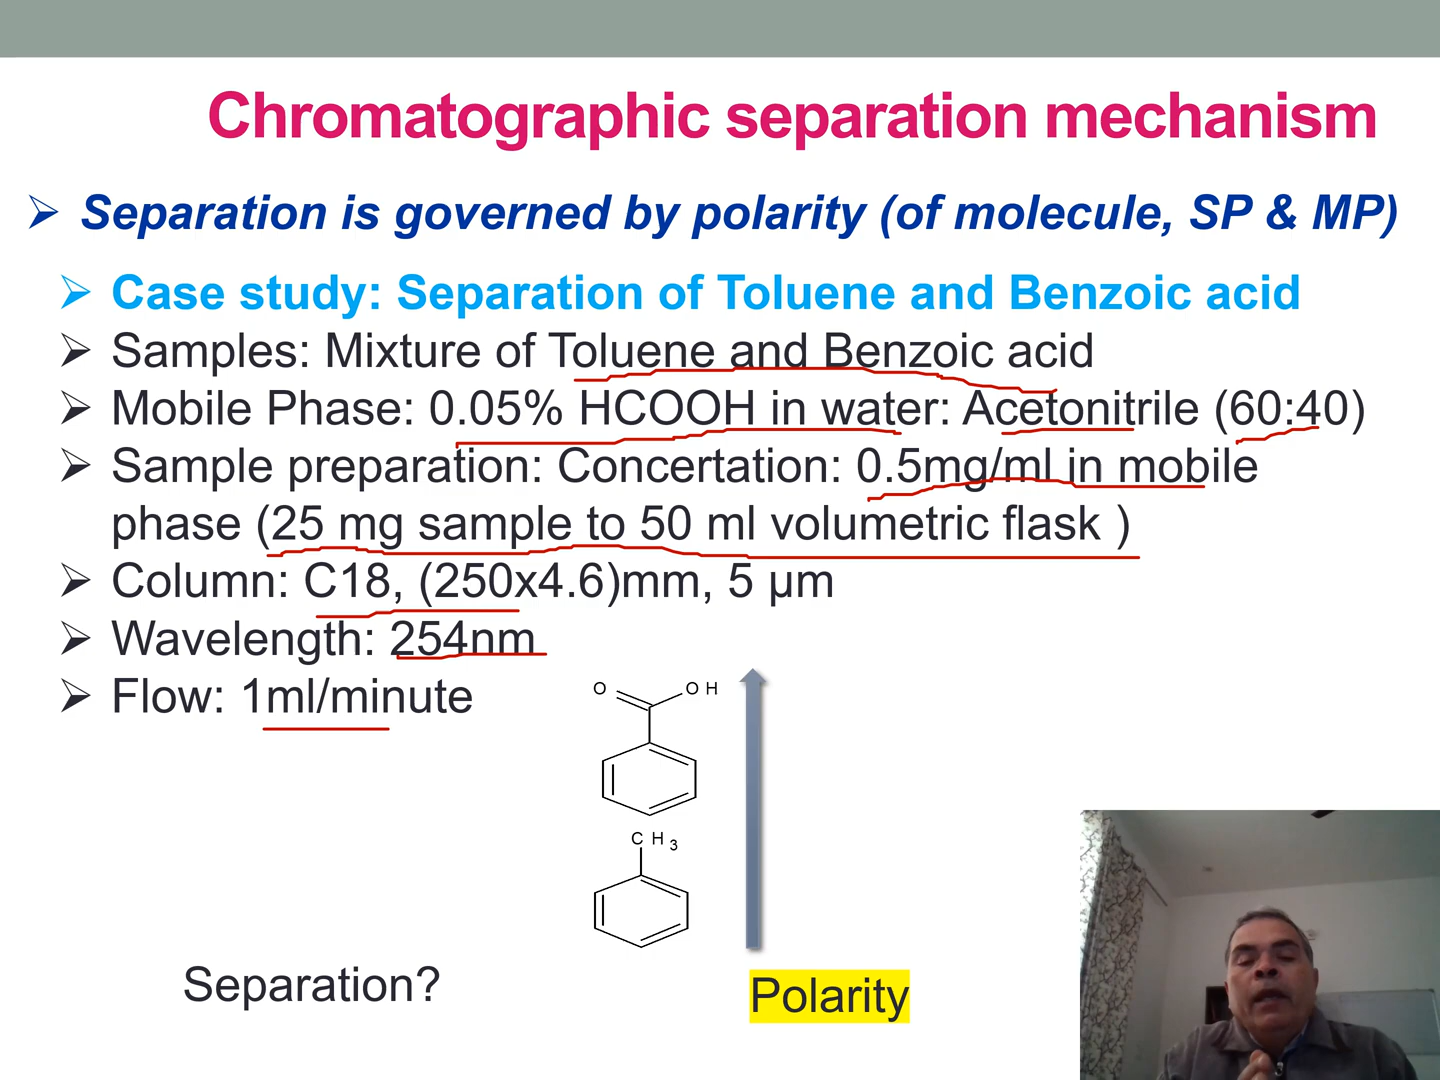 Chromatographic separation mechanism
➢ Separation is governed by polarity (of molecule, SP & MP)
➢ Case study: Separation of Toluene and Benzoic acid
➢ Samples: Mixture of Toluene and Benzoic acid
➢ Mobile Phase: 0.05% HCOOH in water: Acetonitrile (60:40)
➢ Sample preparation: Concertation: 0.5mg/ml in mobile
phase (25 mg sample to 50 ml volumetric flask )
➢ Column: C18, (250x4.6)mm, 5 μm
➢ Wavelength: 254nm
➢ Flow: 1ml/minute
O OH
CH3
Separation?
Polarity